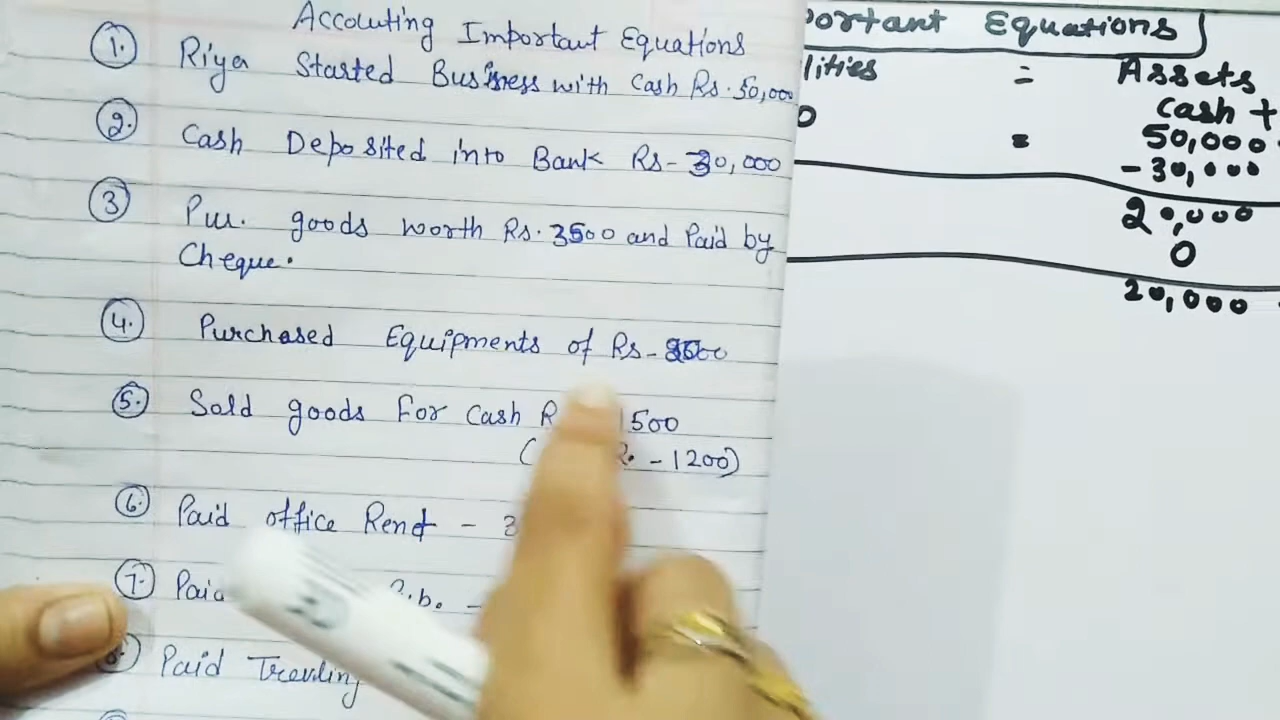 Accouting Important Equations
1. Riya Started Business with Cash Rs. 50,000
2. Cash Deposited into Bank Rs- 30,000
3 Pur. goods worth Rs. 3500 and Paid by
Cheque.
4. Purchased Equipments of Rs-
5. Sold goods For Cash 1500
-1200)
6. Paid office Rent -
7.
Paid
portant Equations
lities = Assets
Cash +
0 = 50,000
-30,000
20,000
0
20,000